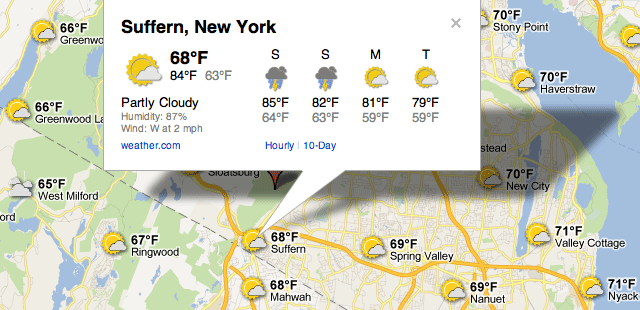 Suffern, New York
×
68°F
84°F 63°F
Partly Cloudy
Humidity: 87%
Wind: W at 2 mph
weather.com
S S M T
85°F 82°F 81°F 79°F
64°F 63°F 59°F 59°F
Hourly | 10-Day
66°F
Greenwood
70°F
Stony Point
70°F
Haverstraw
66°F
Greenwood La
65°F
West Milford
Sloatsburg
stead
70°F
New City
ord
67°F
Ringwood
68°F
Suffern
69°F
Spring Valley
71°F
Valley Cottage
68°F
Mahwah
69°F
Nanuet
71°F
Nyack